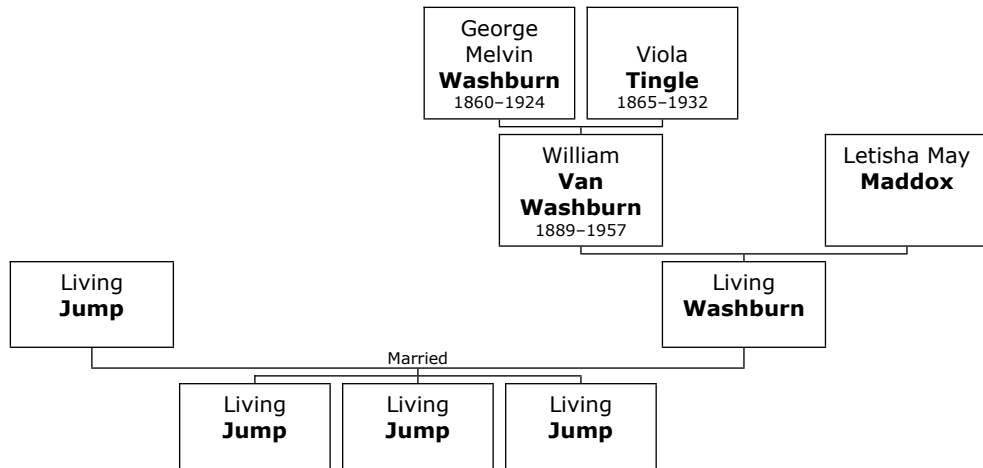 George
Melvin
Washburn
1860–1924
Viola
Tingle
1865–1932
William
Van
Washburn
1889–1957
Letisha May
Maddox
Living
Jump
Living
Washburn
Married
Living
Jump
Living
Jump
Living
Jump